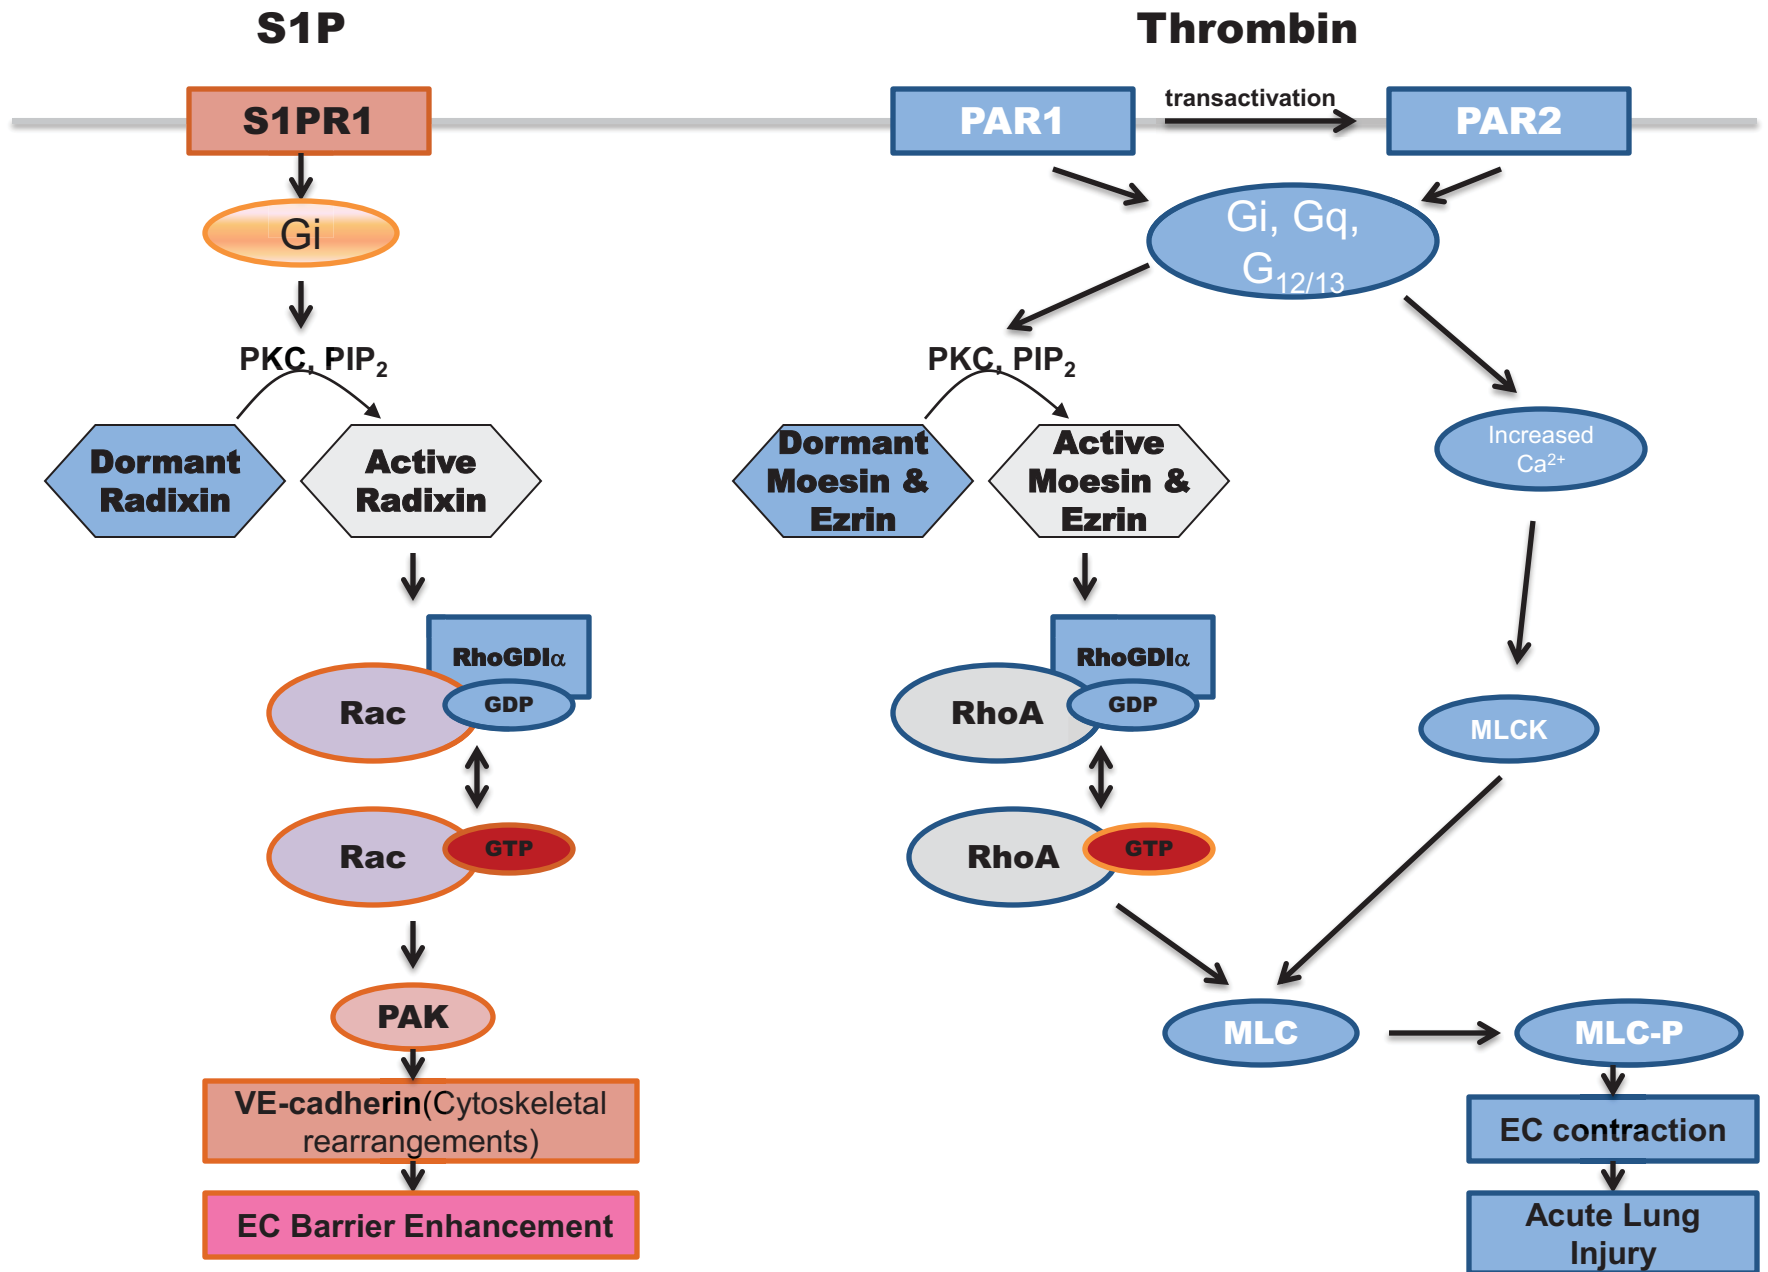 S1P
Thrombin
S1PR1
PAR1
transactivation
PAR2
Gi
Gi, Gq,
G12/13
PKC, PIP2
PKC, PIP2
Dormant
Radixin
Active
Radixin
Dormant
Moesin &
Ezrin
Active
Moesin &
Ezrin
Increased
Ca2+
RhoGDIα
Rac
GDP
RhoGDIα
RhoA
GDP
MLCK
Rac
GTP
RhoA
GTP
PAK
MLC
MLC-P
VE-cadherin(Cytoskeletal
rearrangements)
EC contraction
EC Barrier Enhancement
Acute Lung
Injury